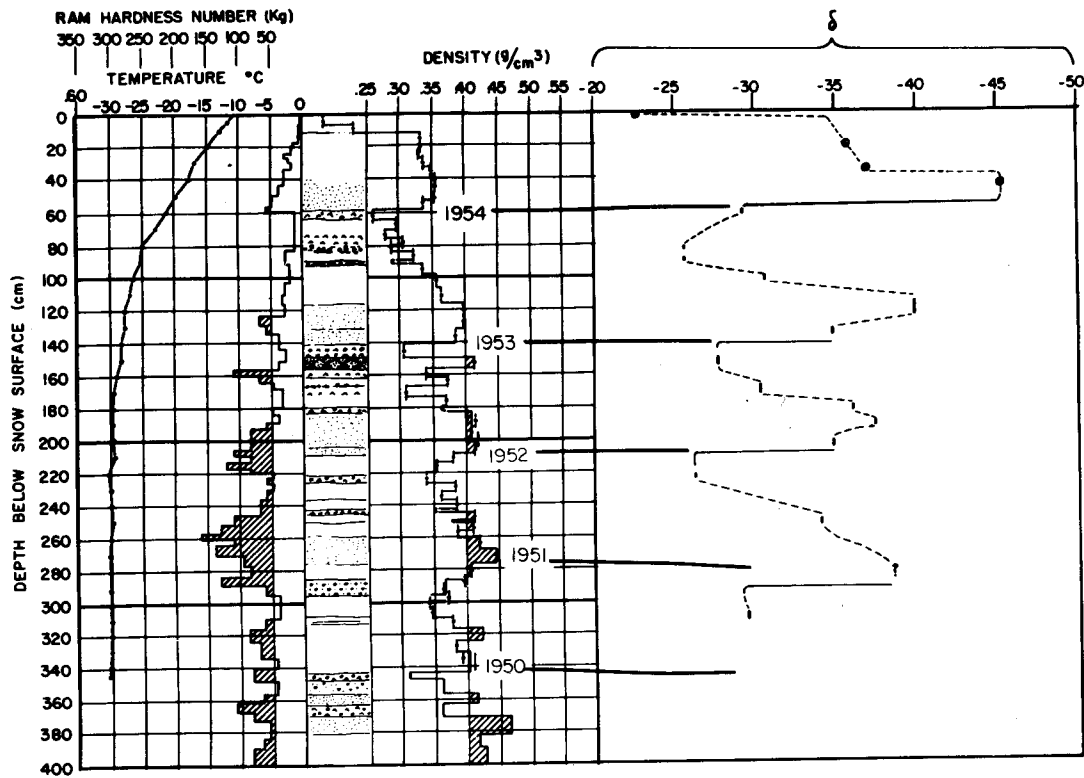 RAM HARDNESS NUMBER (Kg)
350 300 250 200 150 100 50
TEMPERATURE °C
.60 -30 -25 -20 -15 -10 -5 0
DENSITY (g/cm3)
.25 .30 .35 .40 .45 .50 .55
δ
-20 -25 -30 -35 -40 -45 -50
DEPTH BELOW SNOW SURFACE (cm)
0
20
40
60
80
100
120
140
160
180
200
220
240
260
280
300
320
340
360
380
400
1954
1953
1952
1951
1950